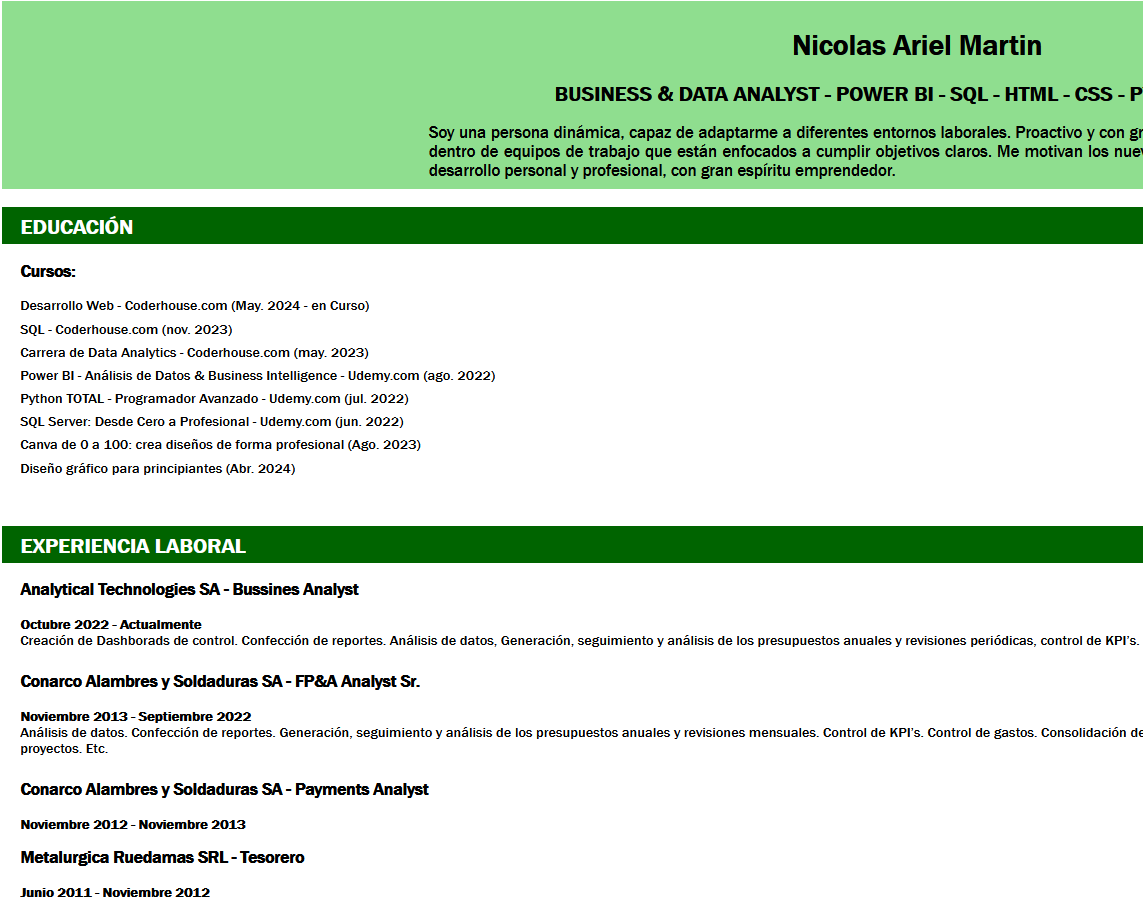 Nicolas Ariel Martin
BUSINESS & DATA ANALYST - POWER BI - SQL - HTML - CSS -
Soy una persona dinámica, capaz de adaptarme a diferentes entornos laborales. Proactivo y con
dentro de equipos de trabajo que están enfocados a cumplir objetivos claros. Me motivan los
desarrollo personal y profesional, con gran espíritu emprendedor.
EDUCACIÓN
Cursos:
Desarrollo Web - Coderhouse.com (May. 2024 - en Curso)
SQL - Coderhouse.com (nov. 2023)
Carrera de Data Analytics - Coderhouse.com (may. 2023)
Power BI - Análisis de Datos & Business Intelligence - Udemy.com (ago. 2022)
Python TOTAL - Programador Avanzado - Udemy.com (jul. 2022)
SQL Server: Desde Cero a Profesional - Udemy.com (jun. 2022)
Canva de 0 a 100: crea diseños de forma profesional (Ago. 2023)
Diseño gráfico para principiantes (Abr. 2024)
EXPERIENCIA LABORAL
Analytical Technologies SA - Bussines Analyst
Octubre 2022 - Actualmente
Creación de Dashborads de control. Confección de reportes. Análisis de datos, Generación, seguimiento y análisis de los presupuestos anuales y revisiones periódicas, control de KPI's.
Conarco Alambres y Soldaduras SA - FP&A Analyst Sr.
Noviembre 2013 - Septiembre 2022
Análisis de datos. Confección de reportes. Generación, seguimiento y análisis de los presupuestos anuales y revisiones mensuales. Control de KPI's. Control de gastos. Consolidación de
proyectos. Etc.
Conarco Alambres y Soldaduras SA - Payments Analyst
Noviembre 2012 - Noviembre 2013
Metalurgica Ruedamas SRL - Tesorero
Junio 2011 - Noviembre 2012